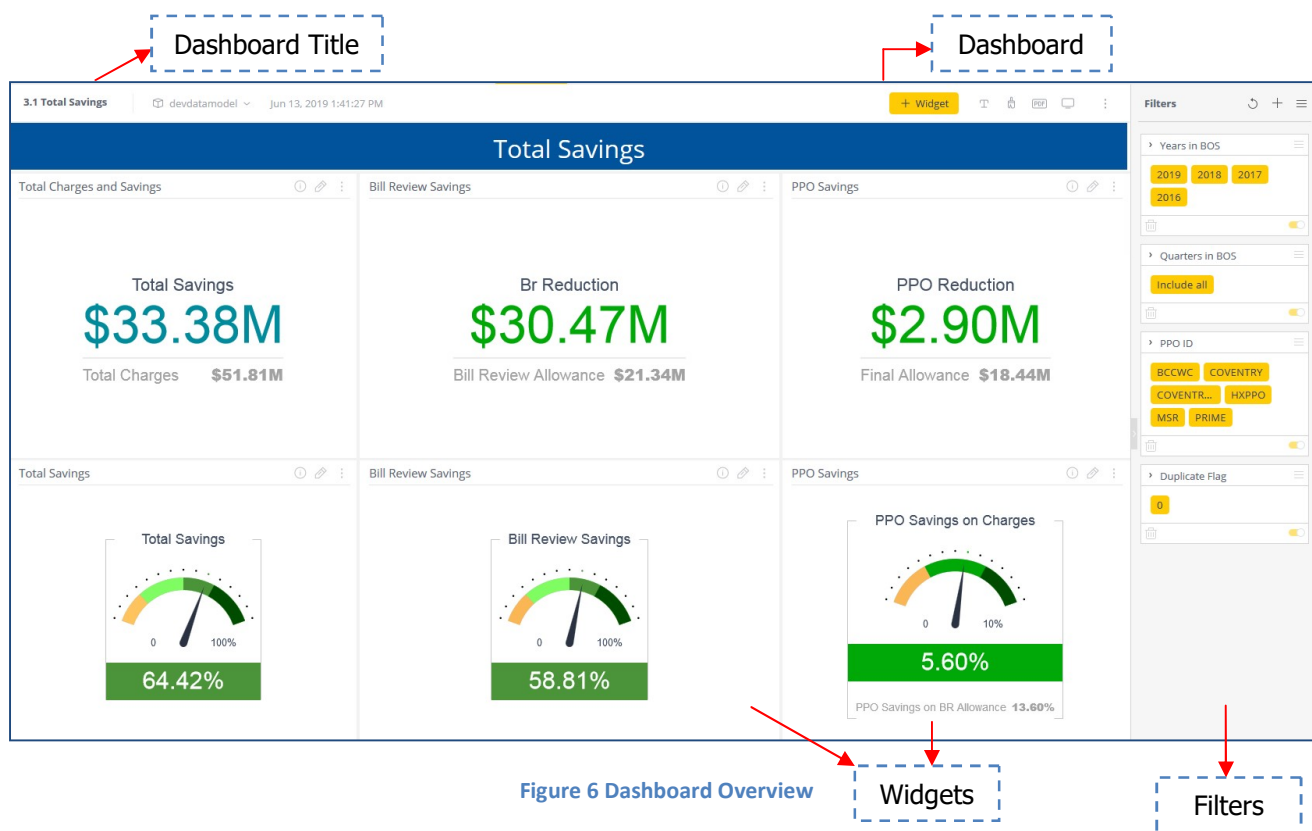 Dashboard Title
Dashboard
3.1 Total Savings devdatamodel Jun 13, 2019 1:41:27 PM + Widget T PDF
Filters
Total Savings
Total Charges and Savings
Bill Review Savings
PPO Savings
Total Savings
$33.38M
Total Charges $51.81M
Br Reduction
$30.47M
Bill Review Allowance $21.34M
PPO Reduction
$2.90M
Final Allowance $18.44M
Total Savings
Bill Review Savings
PPO Savings
Total Savings
0 100%
64.42%
Bill Review Savings
0 100%
58.81%
PPO Savings on Charges
0 10%
5.60%
PPO Savings on BR Allowance 13.60%
Years in BOS
2019 2018 2017
2016
Quarters in BOS
Include all
PPO ID
BCCWC COVENTRY
COVENTR... HXPPO
MSR PRIME
Duplicate Flag
0
Figure 6 Dashboard Overview
Widgets
Filters